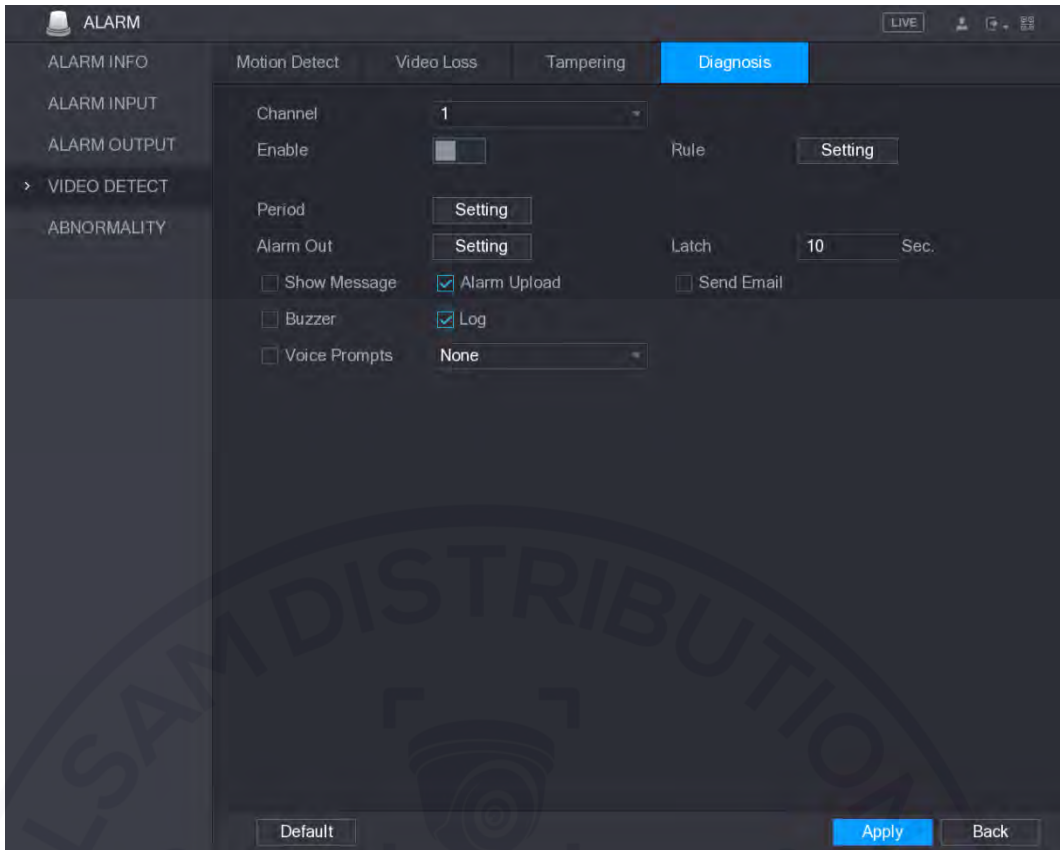 ALARM
LIVE
ALARM INFO
ALARM INPUT
ALARM OUTPUT
VIDEO DETECT
ABNORMALITY
Motion Detect Video Loss Tampering Diagnosis
Channel 1
Enable Rule Setting
Period Setting
Alarm Out Setting Latch 10 Sec.
Show Message Alarm Upload Send Email
Buzzer Log
Voice Prompts None
LSAM DISTRIBUTION
Default Apply Back